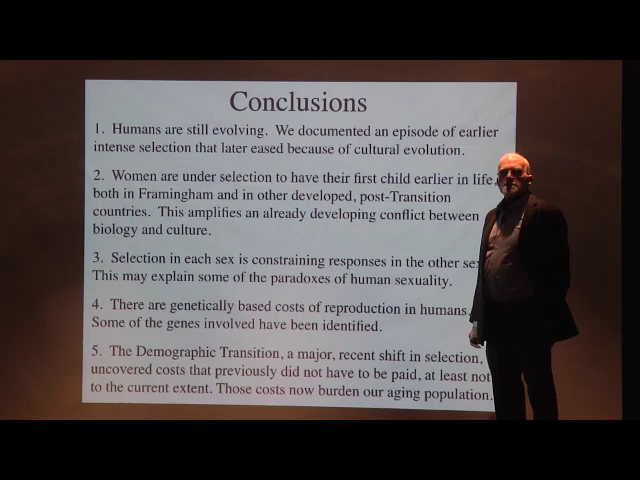 Conclusions
1. Humans are still evolving. We documented an episode of earlier
intense selection that later eased because of cultural evolution.
2. Women are under selection to have their first child earlier in life,
both in Framingham and in other developed, post-Transition
countries. This amplifies an already developing conflict between
biology and culture.
3. Selection in each sex is constraining responses in the other
This may explain some of the paradoxes of human sexuality.
4. There are genetically based costs of reproduction in humans.
Some of the genes involved have been identified.
5. The Demographic Transition, a major, recent shift in selection,
uncovered costs that previously did not have to be paid, at least not
to the current extent. Those costs now burden our aging population.